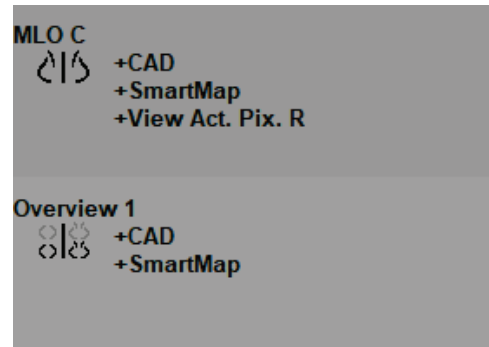 MLO C
+CAD
+SmartMap
+View Act. Pix. R
Overview 1
+CAD
+SmartMap